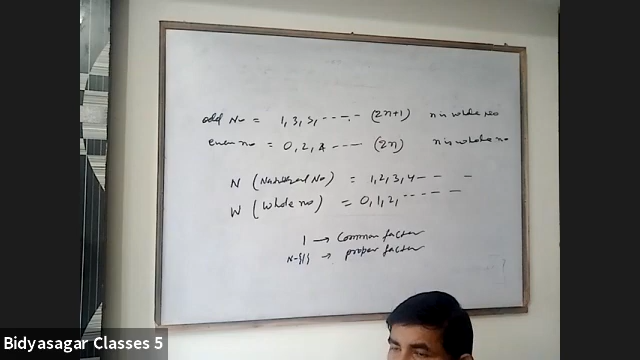 odd No = 1, 3, 5, ------ (2n+1) n is whole no
even no = 0, 2, 4 ---- (2n) n is whole no
N (Natural No) = 1, 2, 3, 4 -- - -
W (Whole no) = 0, 1, 2, ---- - -
1 → Common factor
N-{1} → proper factor
Bidyasagar Classes 5